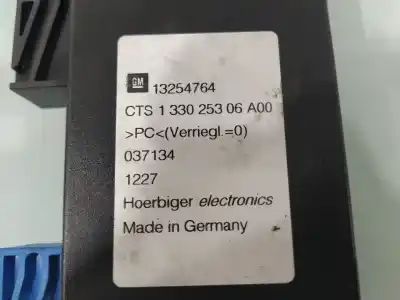 GM 13254764
CTS 1 330 253 06 A00
>PC<(Verriegl.=0)
037134
1227
Hoerbiger electronics
Made in Germany